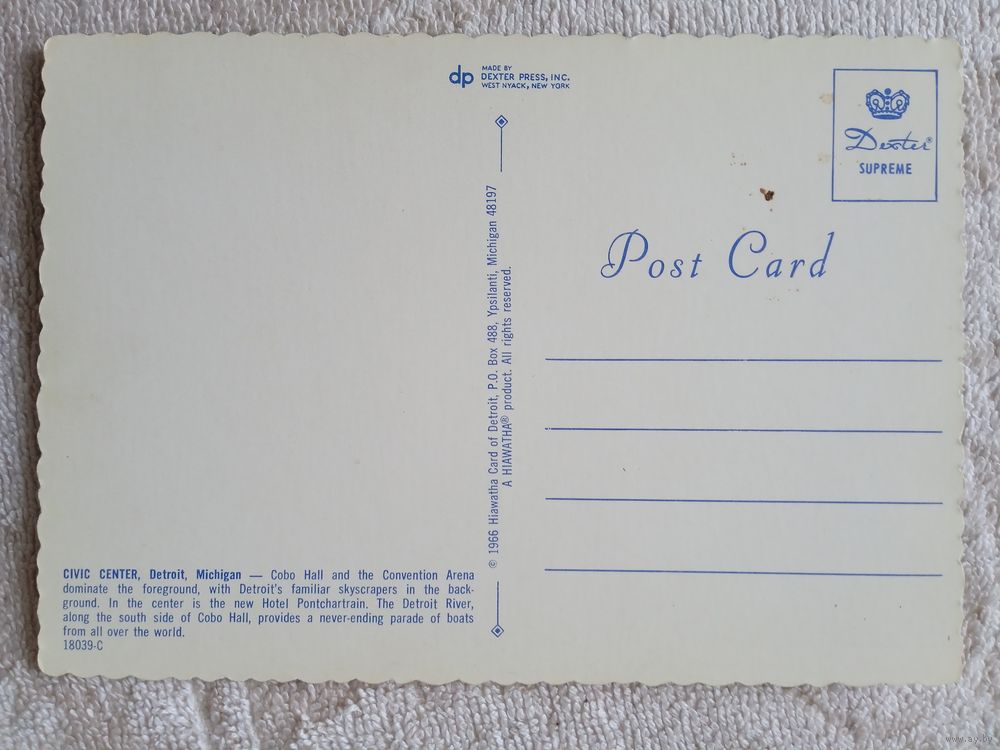 dp
MADE BY
DEXTER PRESS, INC.
WEST NYACK, NEW YORK
Dexter®
SUPREME
Post Card
© 1966 Hiawatha Card of Detroit, P.O. Box 488, Ypsilanti, Michigan 48197
A HIAWATHA® product. All rights reserved.
CIVIC CENTER, Detroit, Michigan — Cobo Hall and the Convention Arena
dominate the foreground, with Detroit's familiar skyscrapers in the back-
ground. In the center is the new Hotel Pontchartrain. The Detroit River,
along the south side of Cobo Hall, provides a never-ending parade of boats
from all over the world.
18039-C
www.ay.by